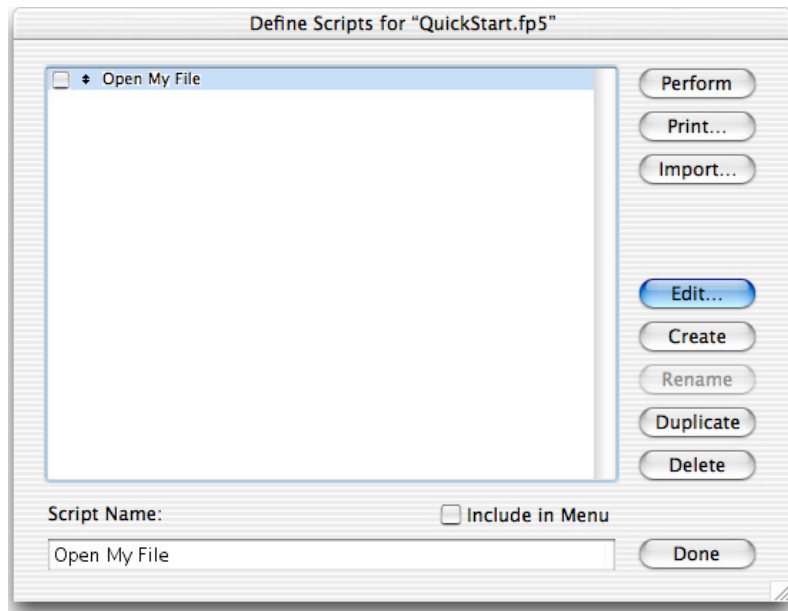 Define Scripts for “QuickStart.fp5”
Open My File
Perform
Print...
Import...
Edit...
Create
Rename
Duplicate
Delete
Script Name:
Include in Menu
Open My File
Done